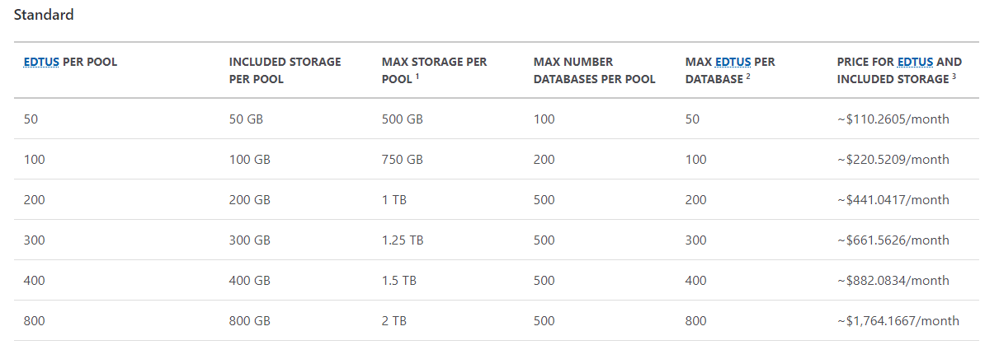 Standard
EDTUS PER POOL INCLUDED STORAGE PER POOL MAX STORAGE PER POOL 1 MAX NUMBER DATABASES PER POOL MAX EDTUS PER DATABASE 2 PRICE FOR EDTUS AND INCLUDED STORAGE 3
50 50 GB 500 GB 100 50 ~$110.2605/month
100 100 GB 750 GB 200 100 ~$220.5209/month
200 200 GB 1 TB 500 200 ~$441.0417/month
300 300 GB 1.25 TB 500 300 ~$661.5626/month
400 400 GB 1.5 TB 500 400 ~$882.0834/month
800 800 GB 2 TB 500 800 ~$1,764.1667/month